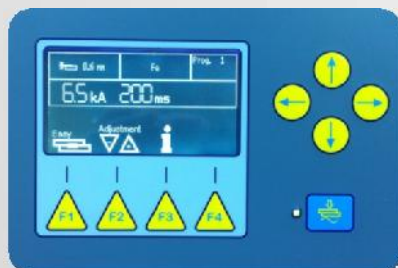 0.6 mm Fe Prog. 1
6.5 kA 200 ms
Easy Adjustment i
F1 F2 F3 F4